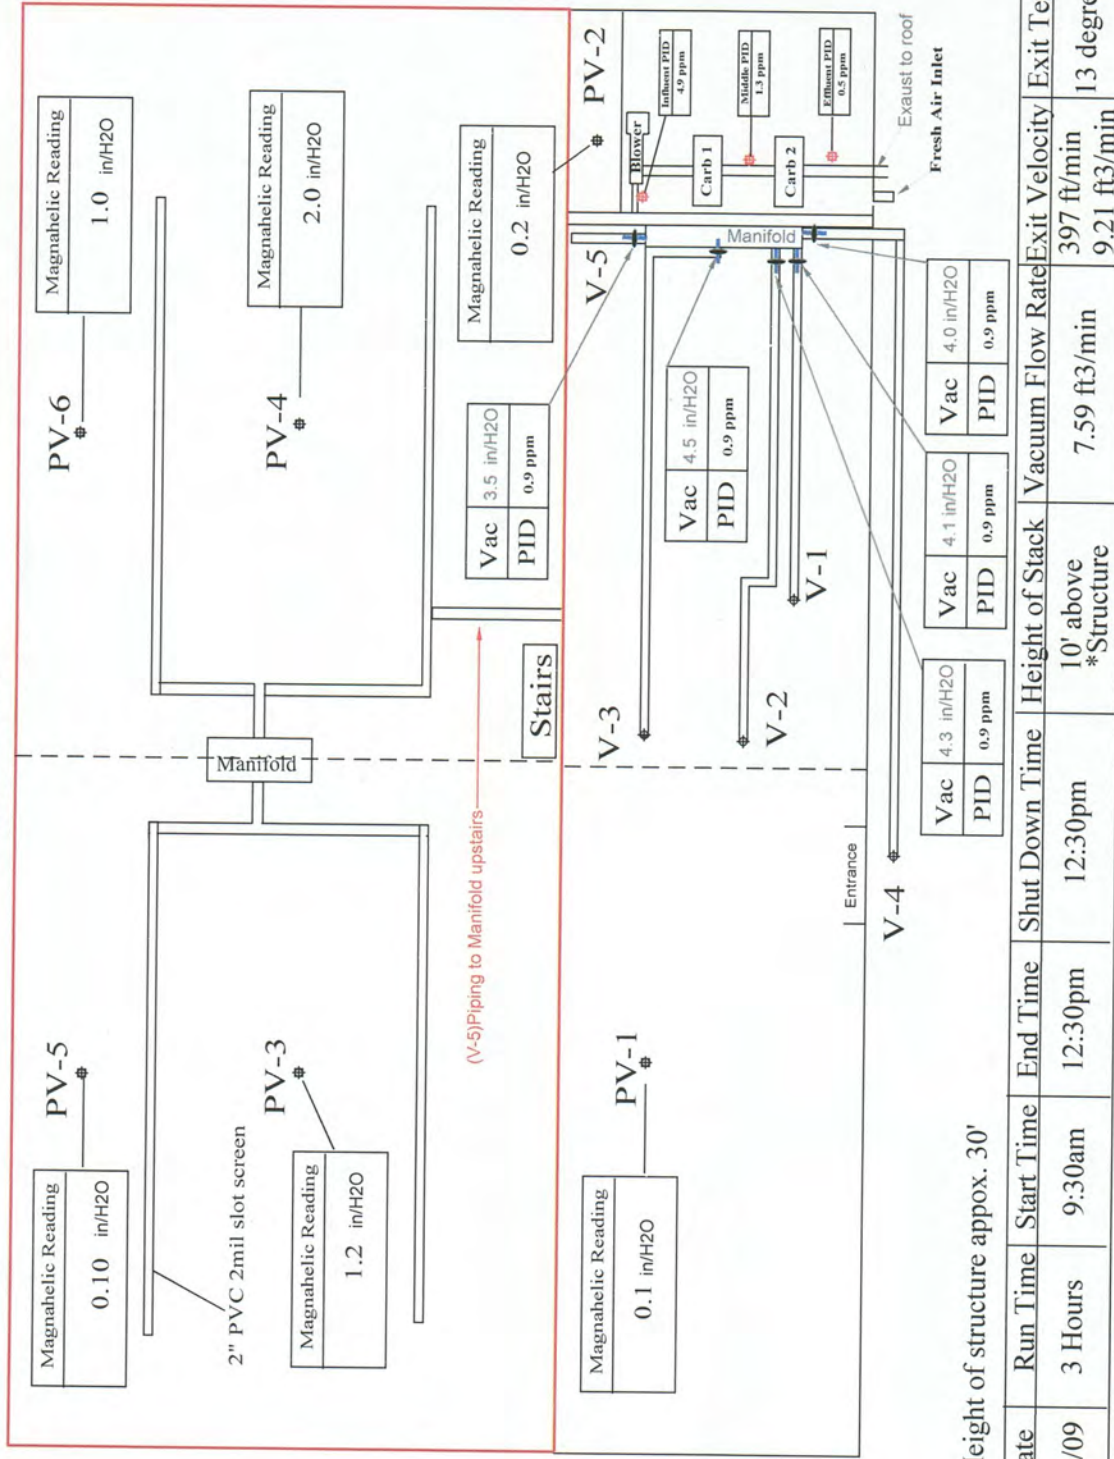 Magnahelic Reading
0.10 in/H2O
PV-5
2" PVC 2mil slot screen
Magnahelic Reading
1.2 in/H2O
PV-3
Manifold
PV-6
Magnahelic Reading
1.0 in/H2O
PV-4
Magnahelic Reading
2.0 in/H2O
(V-5)Piping to Manifold upstairs
Stairs
Vac 3.5 in/H2O
PID 0.9 ppm
Magnahelic Reading
0.2 in/H2O
PV-2
Magnahelic Reading
0.1 in/H2O
PV-1
V-3
V-5
V-2
V-1
Vac 4.5 in/H2O
PID 0.9 ppm
Manifold
Blower
Influent PID
4.9 ppm
Carb 1
Middle PID
1.3 ppm
Carb 2
Effluent PID
0.5 ppm
Exaust to roof
Fresh Air Inlet
Entrance
V-4
Vac 4.3 in/H2O
PID 0.9 ppm
Vac 4.1 in/H2O
PID 0.9 ppm
Vac 4.0 in/H2O
PID 0.9 ppm
eight of structure appox. 30'
ate Run Time Start Time End Time Shut Down Time Height of Stack Vacuum Flow Rate Exit Velocity Exit Te
/09 3 Hours 9:30am 12:30pm 12:30pm 10' above 7.59 ft3/min 397 ft/min 13 degre
*Structure 9.21 ft3/min